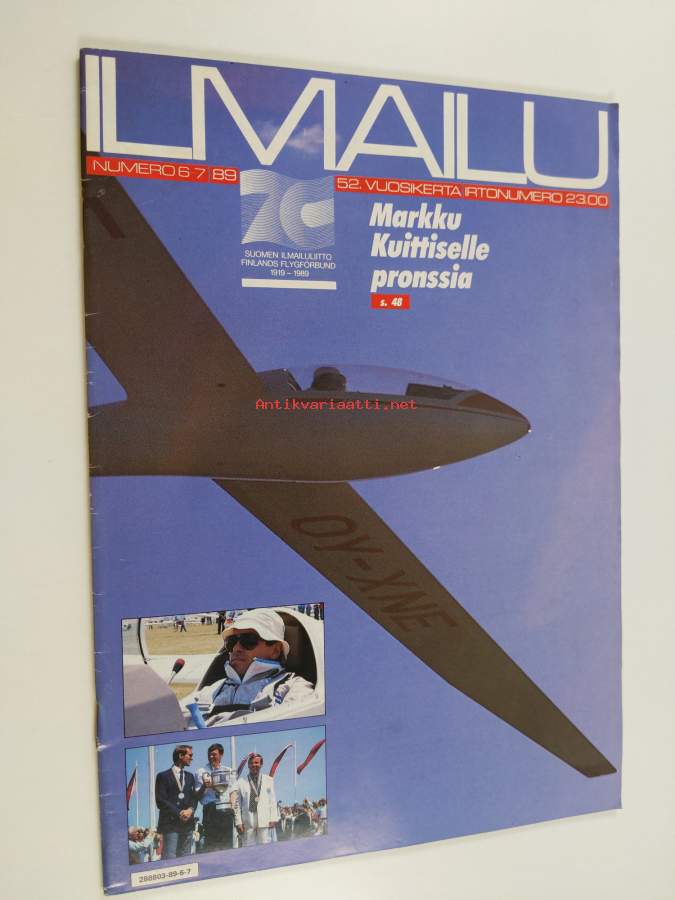 ILMAILU
NUMERO 6-7 89
52. VUOSIKERTA IRTONUMERO 23.00
70
SUOMEN ILMAILULIITTO
FINLANDS FLYGFÖRBUND
1919 – 1989
Markku
Kuittiselle
pronssia
s. 48
Antikvariaatti.net
OY-XNE
288803-89-6-7